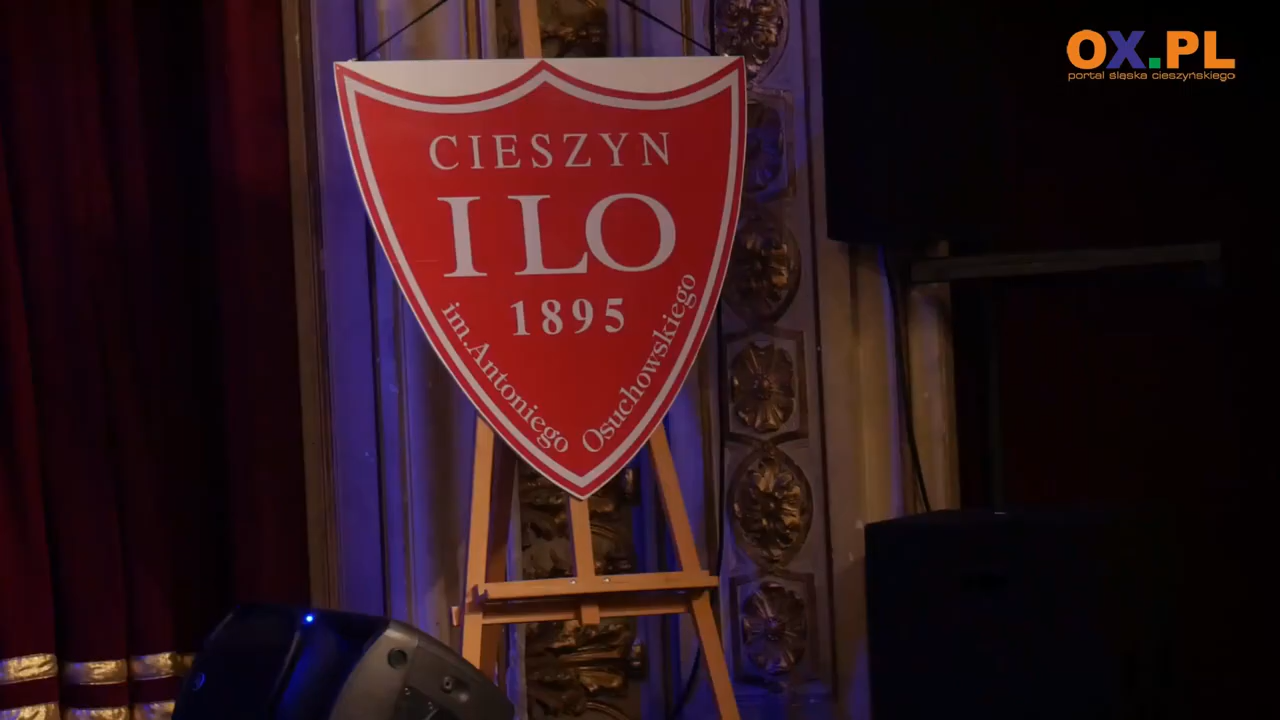 OX.PL
portal śląska cieszyńskiego
CIESZYN
I LO
1895
im. Antoniego Osuchowskiego